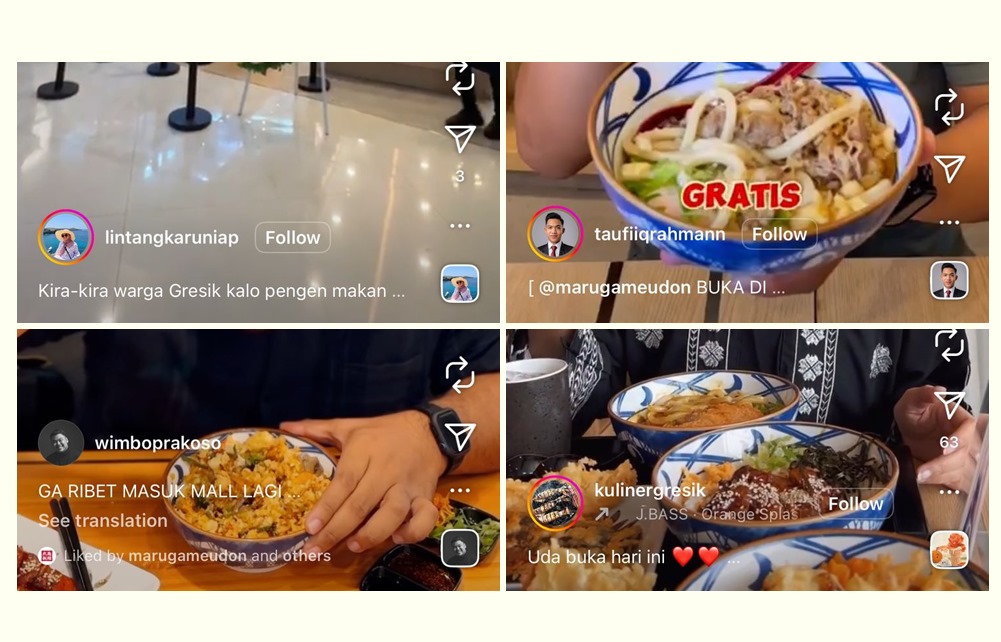 3
lintangkaruniap Follow
Kira-kira warga Gresik kalo pengen makan ...
GRATIS
taufiiqrahmann Follow
[ @marugameudon BUKA DI ...
wimboprakoso
GA RIBET MASUK MALL LAGI ...
See translation
Liked by marugameudon and others
63
kulinergresik
J.BASS · Orange Splas
Follow
Uda buka hari ini ❤️❤️ ...